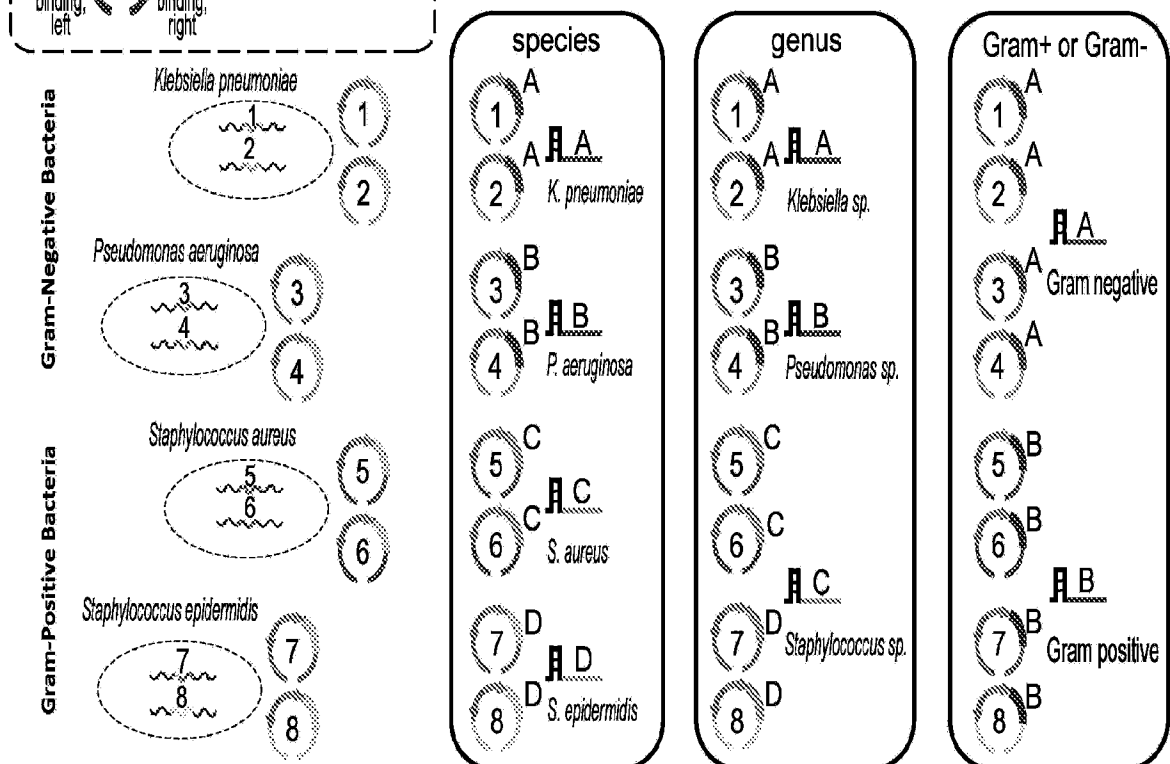 binding, binding,
left right
Gram-Negative Bacteria
Klebsiella pneumoniae
1
2
1
2
Pseudomonas aeruginosa
3
4
3
4
Gram-Positive Bacteria
Staphylococcus aureus
5
6
5
6
Staphylococcus epidermidis
7
8
7
8
species
1 A
A
2 A
K. pneumoniae
3 B
B
4 B
P. aeruginosa
5 C
C
6 C
S. aureus
7 D
D
8 D
S. epidermidis
genus
1 A
A
2 A
Klebsiella sp.
3 B
B
4 B
Pseudomonas sp.
5 C
6 C
C
7 D
Staphylococcus sp.
8 D
Gram+ or Gram-
1 A
2 A
A
3 A
Gram negative
4 A
5 B
6 B
B
7 B
Gram positive
8 B